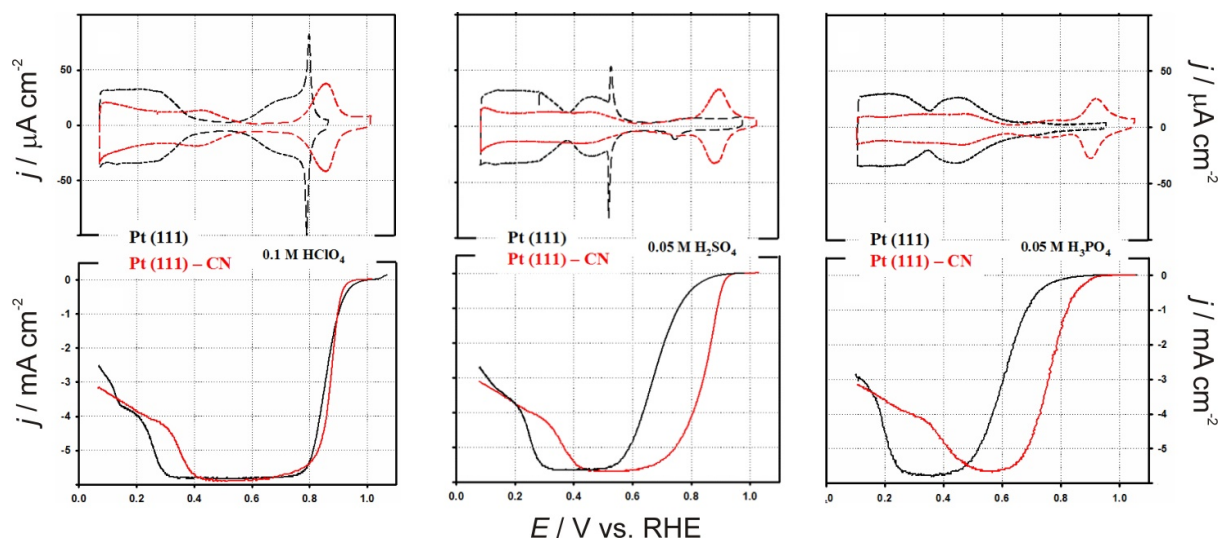 j / μA cm⁻²
50
0
-50
50
0
-50
j / μA cm⁻²
Pt (111)
0.1 M HClO₄
Pt (111) – CN
Pt (111)
0.05 M H₂SO₄
Pt (111) – CN
Pt (111)
0.05 M H₃PO₄
Pt (111) – CN
j / mA cm⁻²
0
-1
-2
-3
-4
-5
0
-1
-2
-3
-4
-5
j / mA cm⁻²
0.0 0.2 0.4 0.6 0.8 1.0
0.0 0.2 0.4 0.6 0.8 1.0
.0 0.2 0.4 0.6 0.8 1.0
E / V vs. RHE